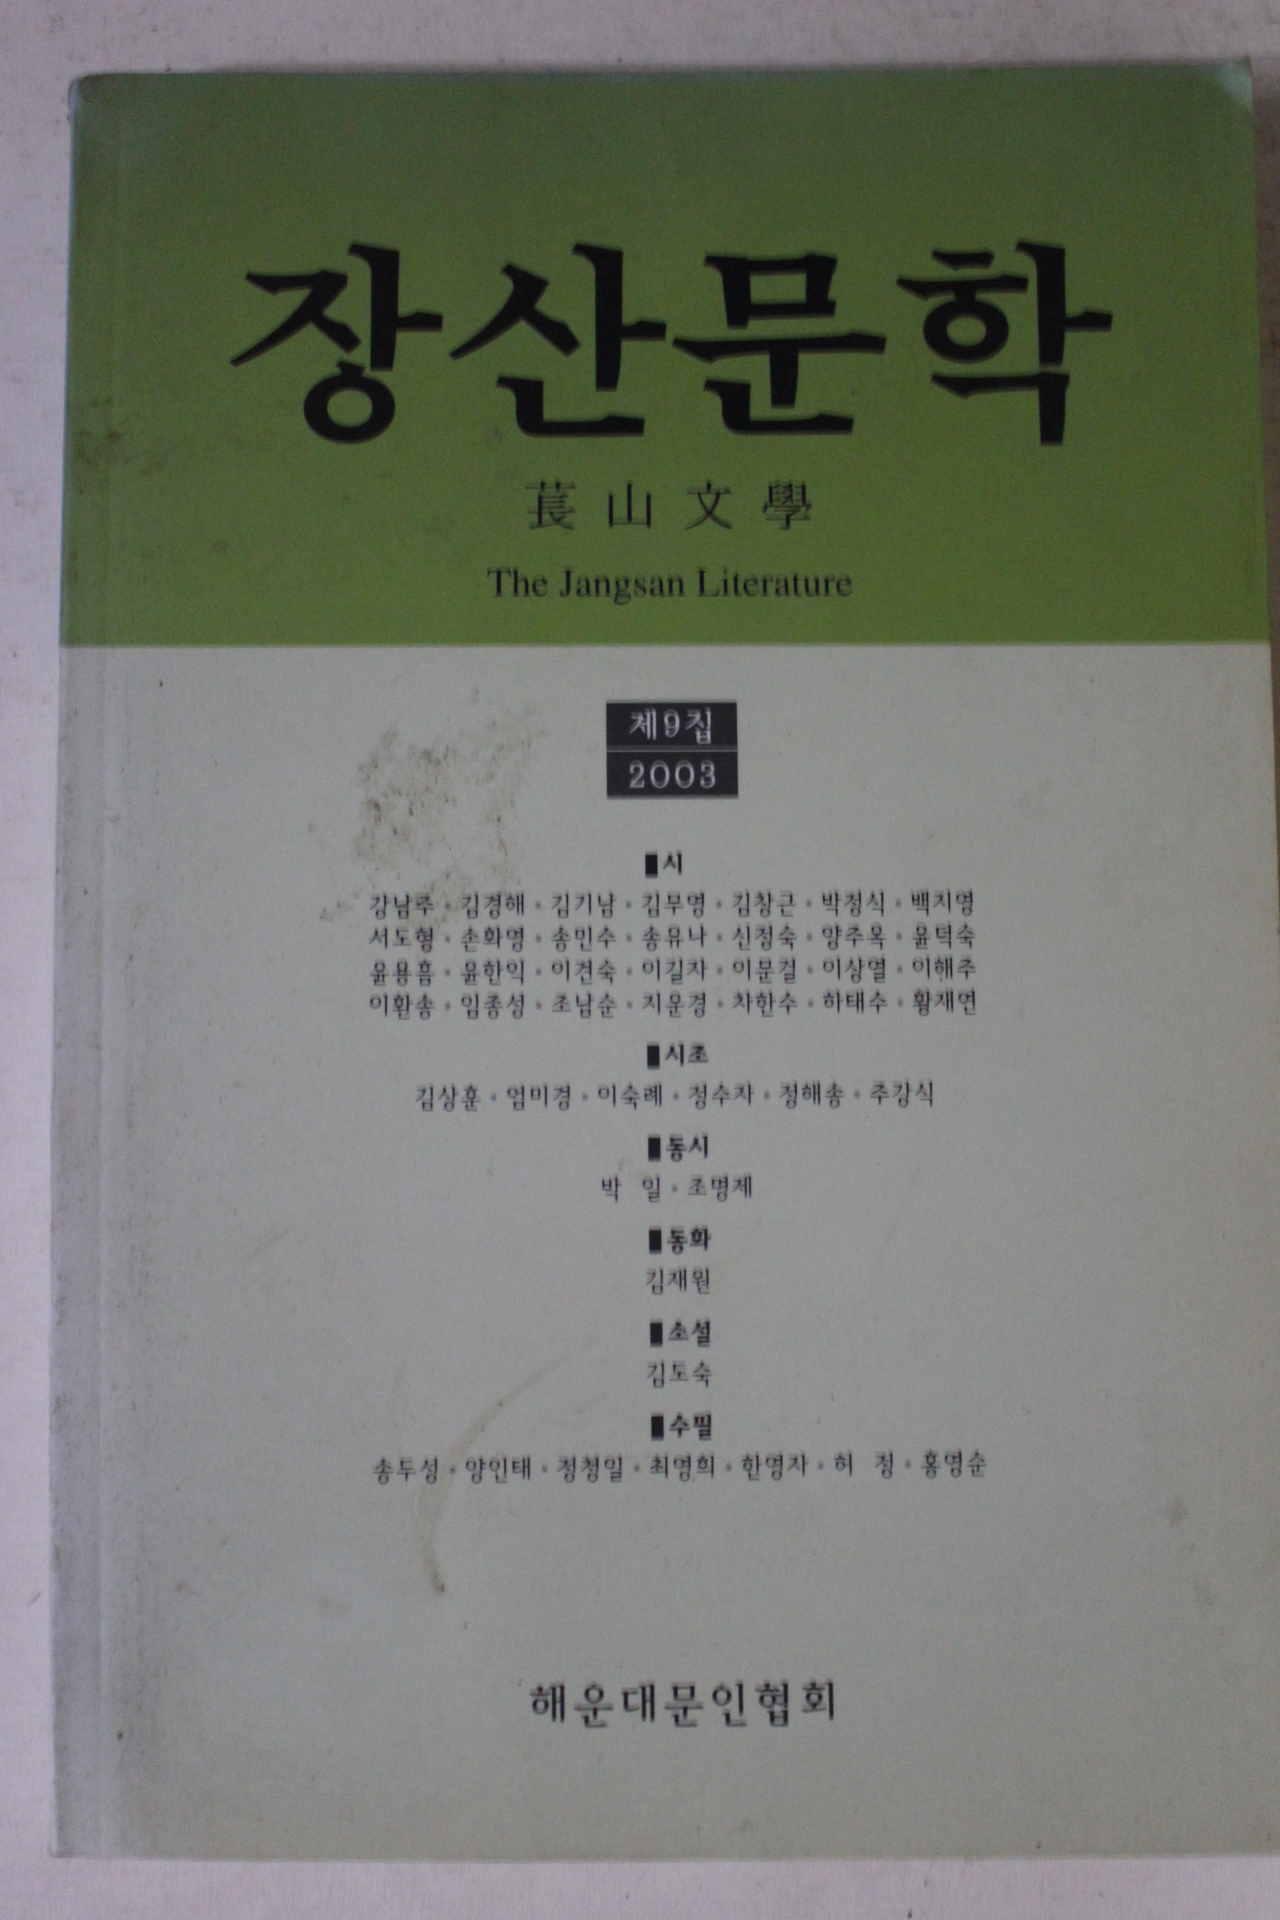 장산문학
萇山文學
The Jangsan Literature
제9집
2003
▮시
강남주·김경해·김기남·김무영·김창근·박정식·백지영
서도형·손화영·송민수·송유나·신정숙·양주옥·윤덕숙
윤용흠·윤한익·이견숙·이길자·이문걸·이상열·이해주
이환송·임종성·조남순·지운경·차한수·하태수·황재연
▮시조
김상훈·엄미경·이숙례·정수자·정해송·주강식
▮동시
박 일·조명제
▮동화
김재원
▮소설
김도숙
▮수필
송두성·양인태·정청일·최영희·한영자·허 정·홍영순
해운대문인협회